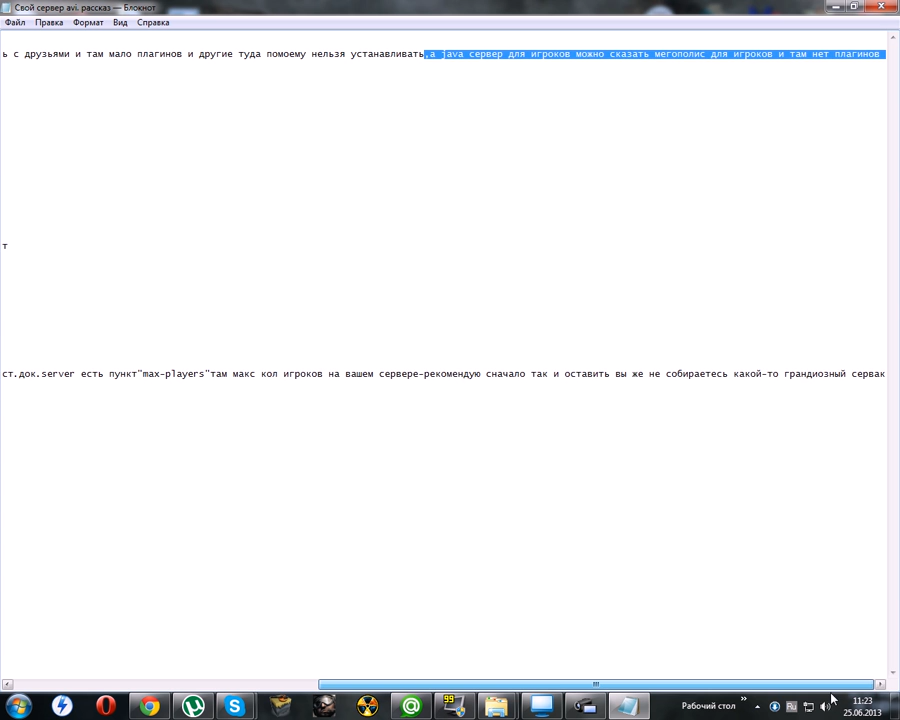 Свой сервер avi. рассказ — Блокнот
Файл Правка Формат Вид Справка
ь с друзьями и там мало плагинов и другие туда помоему нельзя устанавливать,а java сервер для игроков можно сказать мегополис для игроков и там нет плагинов
т
ст.док.server есть пункт"max-players"там макс кол игроков на вашем сервере-рекомендую сначало так и оставить вы же не собираетесь какой-то грандиозный сервак
99
Рабочий стол
»
Ru
11:23
25.06.2013